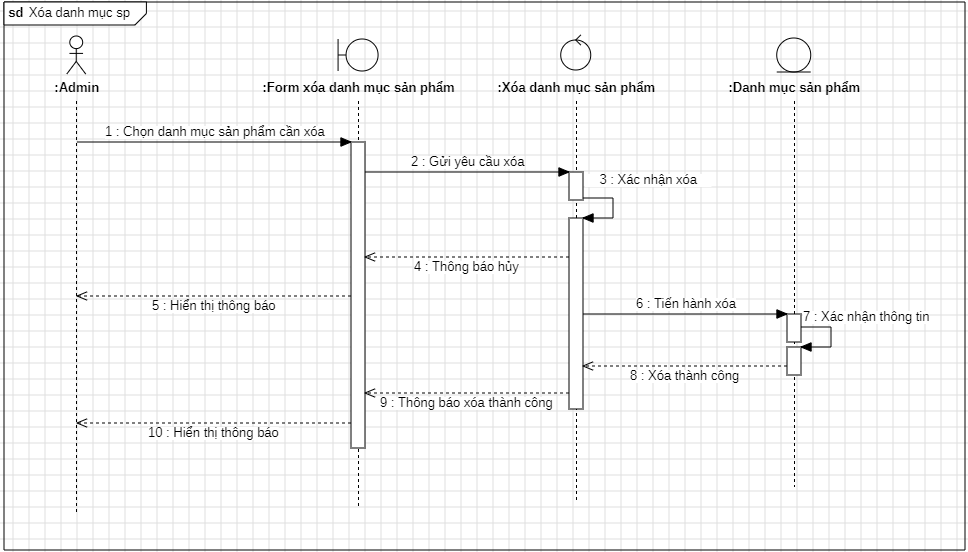 sd Xóa danh mục sp
:Admin
:Form xóa danh mục sản phẩm
:Xóa danh mục sản phẩm
:Danh mục sản phẩm
1 : Chọn danh mục sản phẩm cần xóa
2 : Gửi yêu cầu xóa
3 : Xác nhận xóa
4 : Thông báo hủy
5 : Hiển thị thông báo
6 : Tiến hành xóa
7 : Xác nhận thông tin
8 : Xóa thành công
9 : Thông báo xóa thành công
10 : Hiển thị thông báo